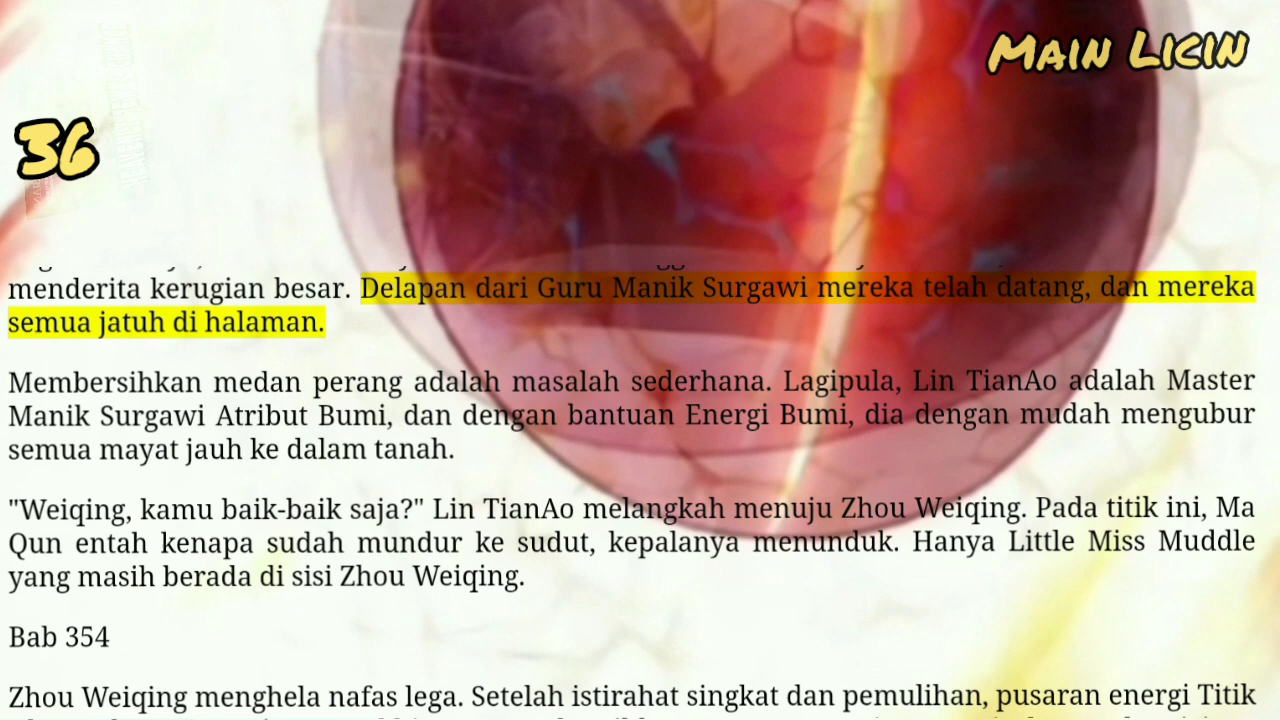 Main Licin
36
menderita kerugian besar. Delapan dari Guru Manik Surgawi mereka telah datang, dan mereka
semua jatuh di halaman.
Membersihkan medan perang adalah masalah sederhana. Lagipula, Lin TianAo adalah Master
Manik Surgawi Atribut Bumi, dan dengan bantuan Energi Bumi, dia dengan mudah mengubur
semua mayat jauh ke dalam tanah.
"Weiqing, kamu baik-baik saja?" Lin TianAo melangkah menuju Zhou Weiqing. Pada titik ini, Ma
Qun entah kenapa sudah mundur ke sudut, kepalanya menunduk. Hanya Little Miss Muddle
yang masih berada di sisi Zhou Weiqing.
Bab 354
Zhou Weiqing menghela nafas lega. Setelah istirahat singkat dan pemulihan, pusaran energi Titik